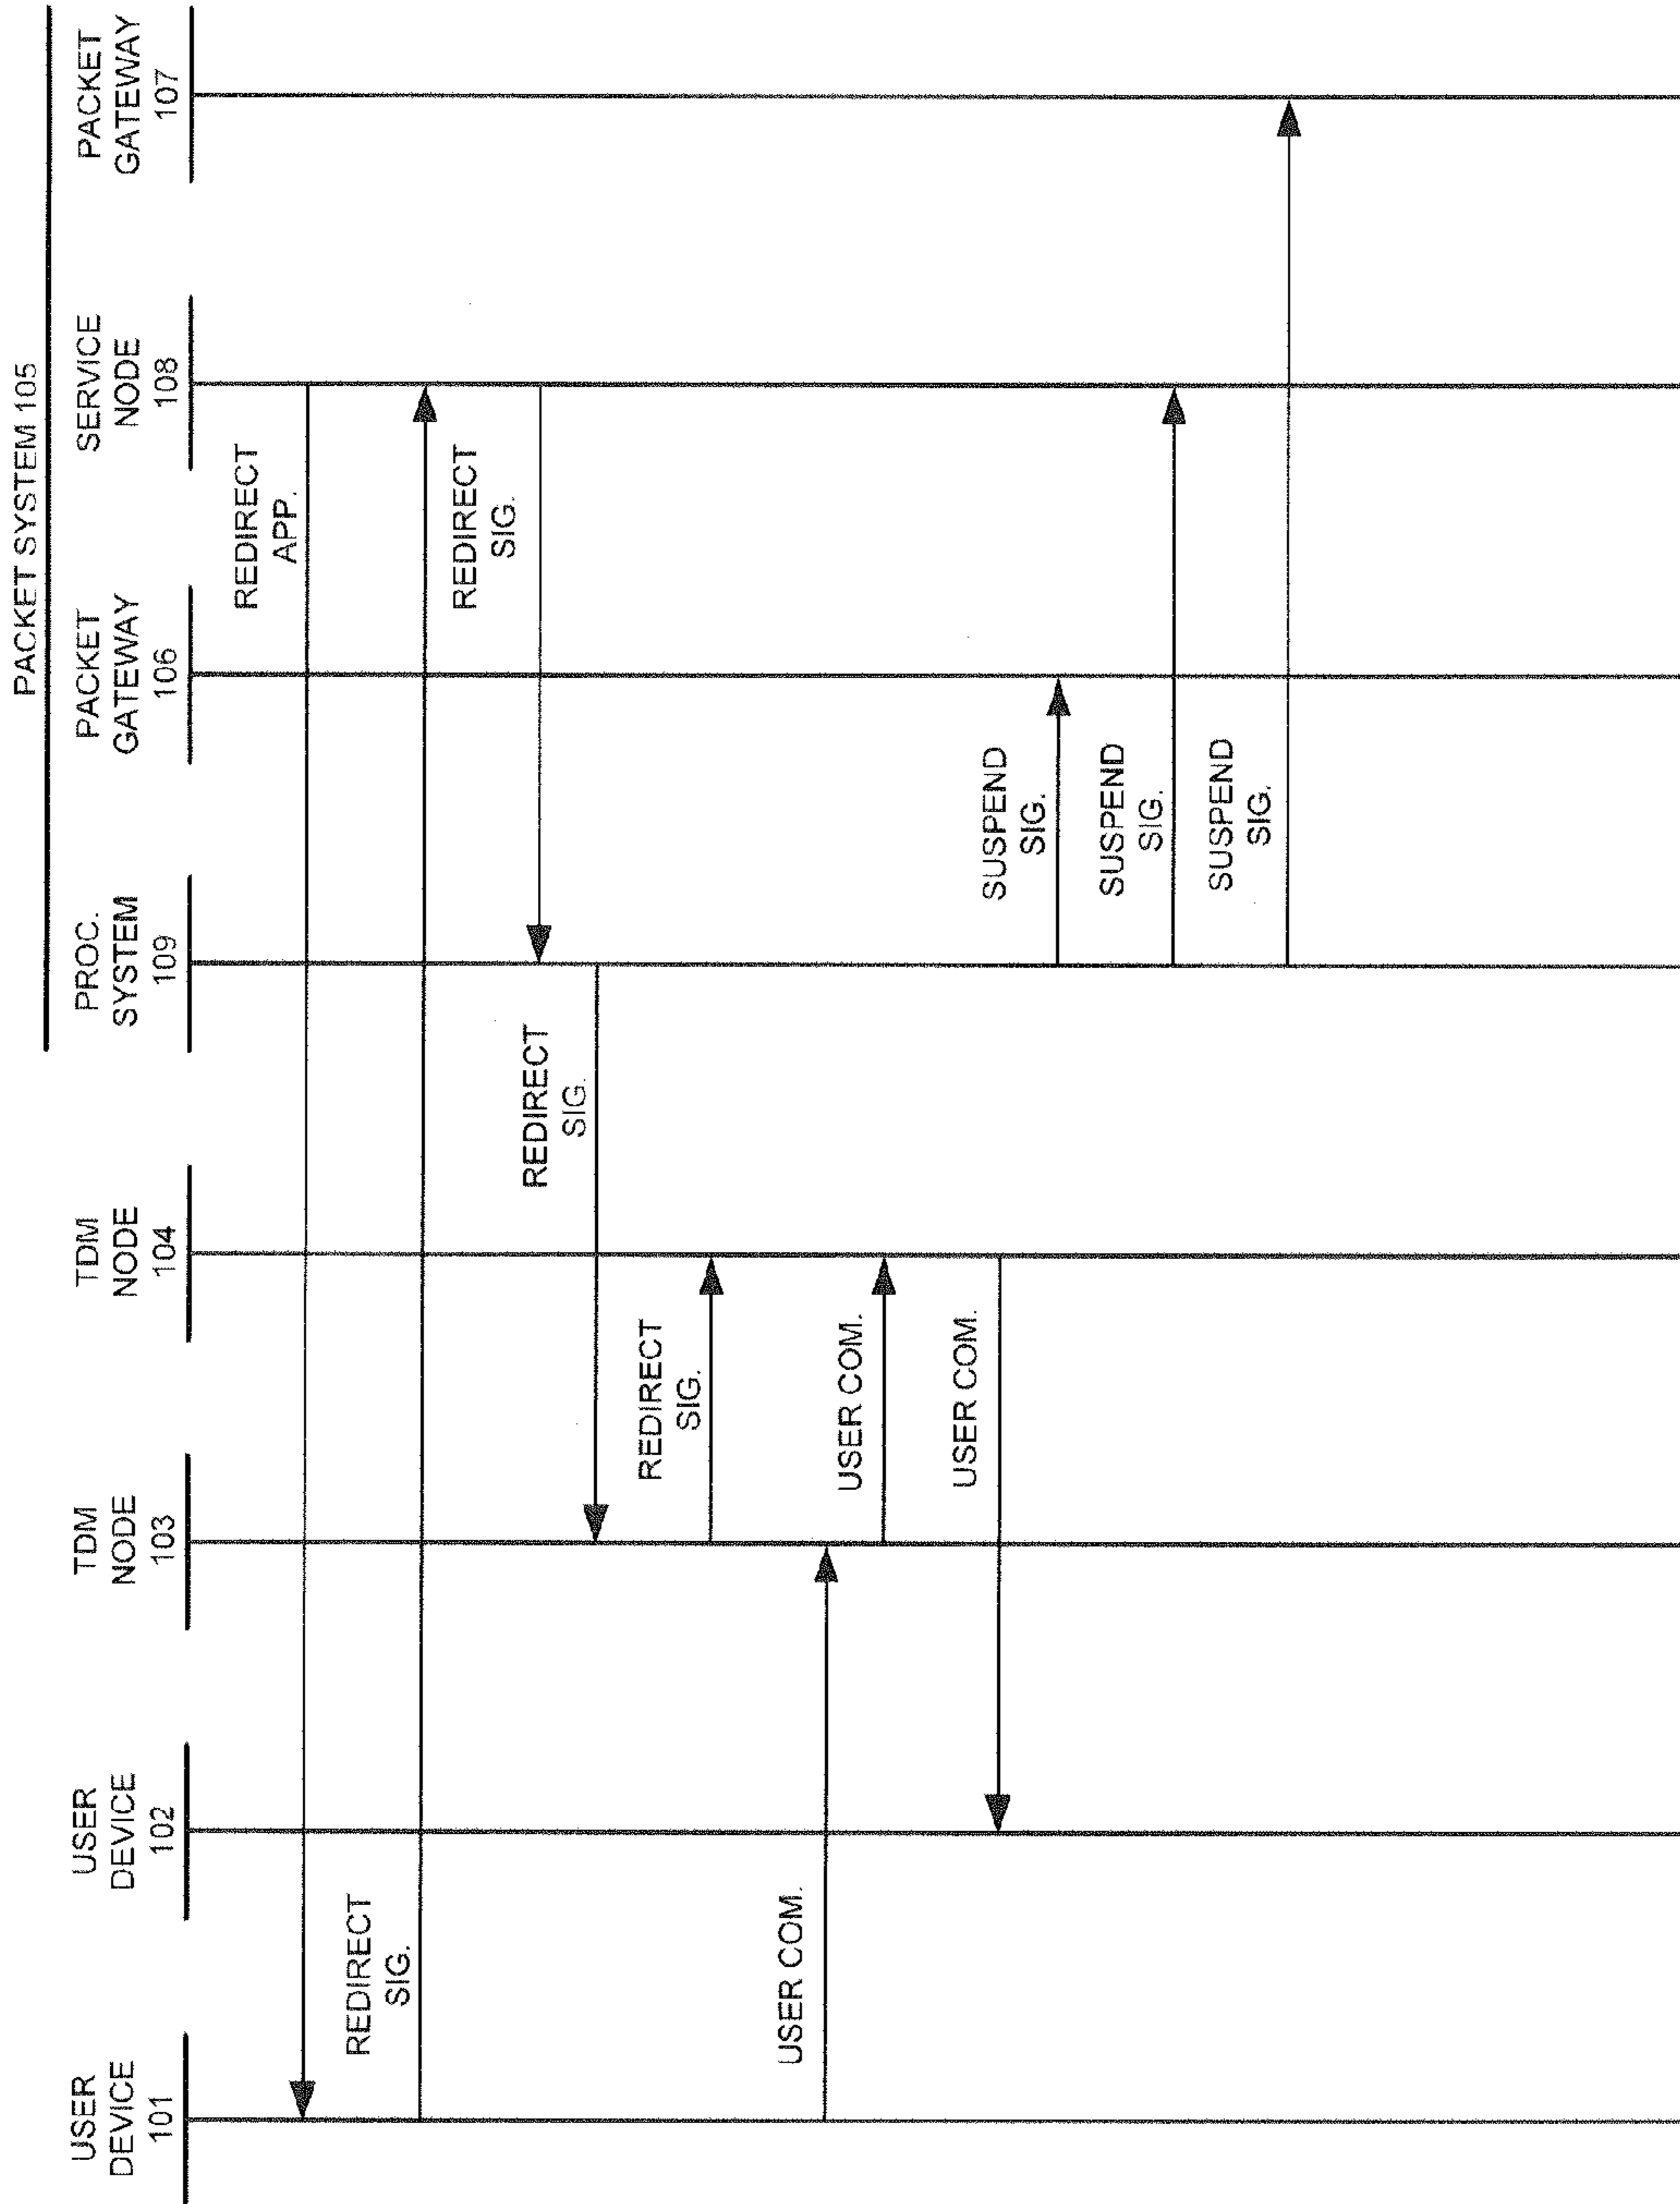 PACKET SYSTEM 105
USER
DEVICE
101
USER
DEVICE
102
TDM
NODE
103
TDM
NODE
104
PROC.
SYSTEM
109
PACKET
GATEWAY
106
SERVICE
NODE
108
PACKET
GATEWAY
107
REDIRECT
APP.
REDIRECT
SIG.
REDIRECT
SIG.
REDIRECT
SIG.
REDIRECT
SIG.
USER COM.
USER COM.
USER COM.
SUSPEND
SIG.
SUSPEND
SIG.
SUSPEND
SIG.